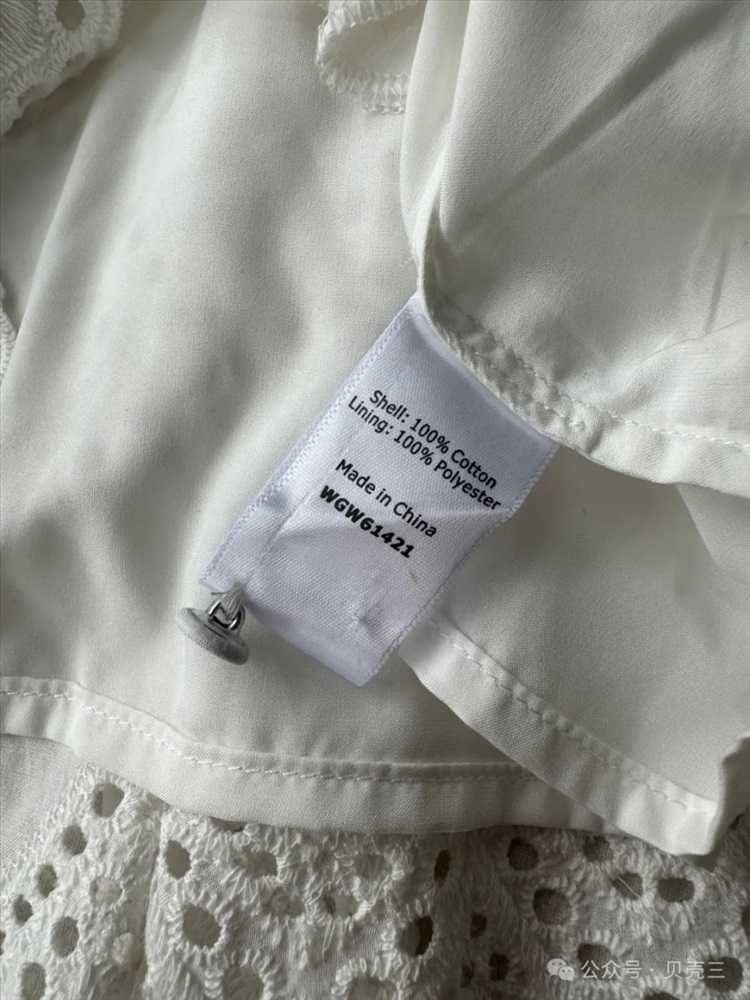 Shell: 100% Cotton
Lining: 100% Polyester
Made in China
WGW61421
公众号 · 贝壳三